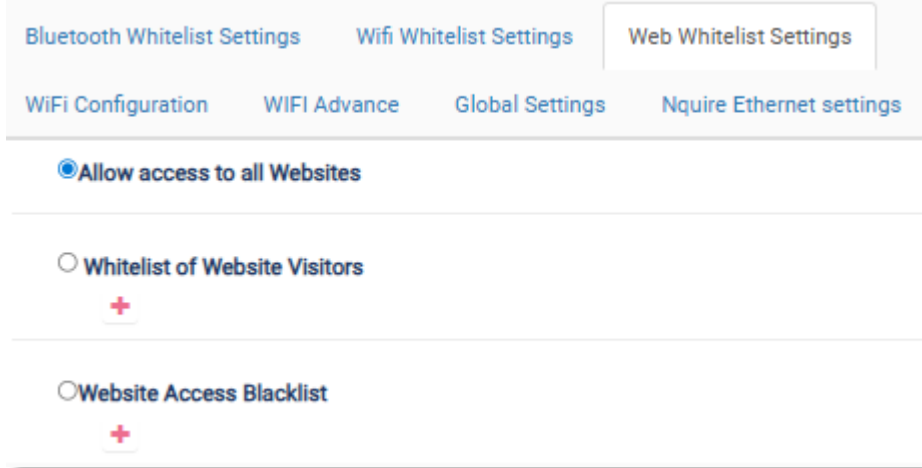 Bluetooth Whitelist Settings Wifi Whitelist Settings Web Whitelist Settings
WiFi Configuration WIFI Advance Global Settings Nquire Ethernet settings
Allow access to all Websites
Whitelist of Website Visitors
Website Access Blacklist